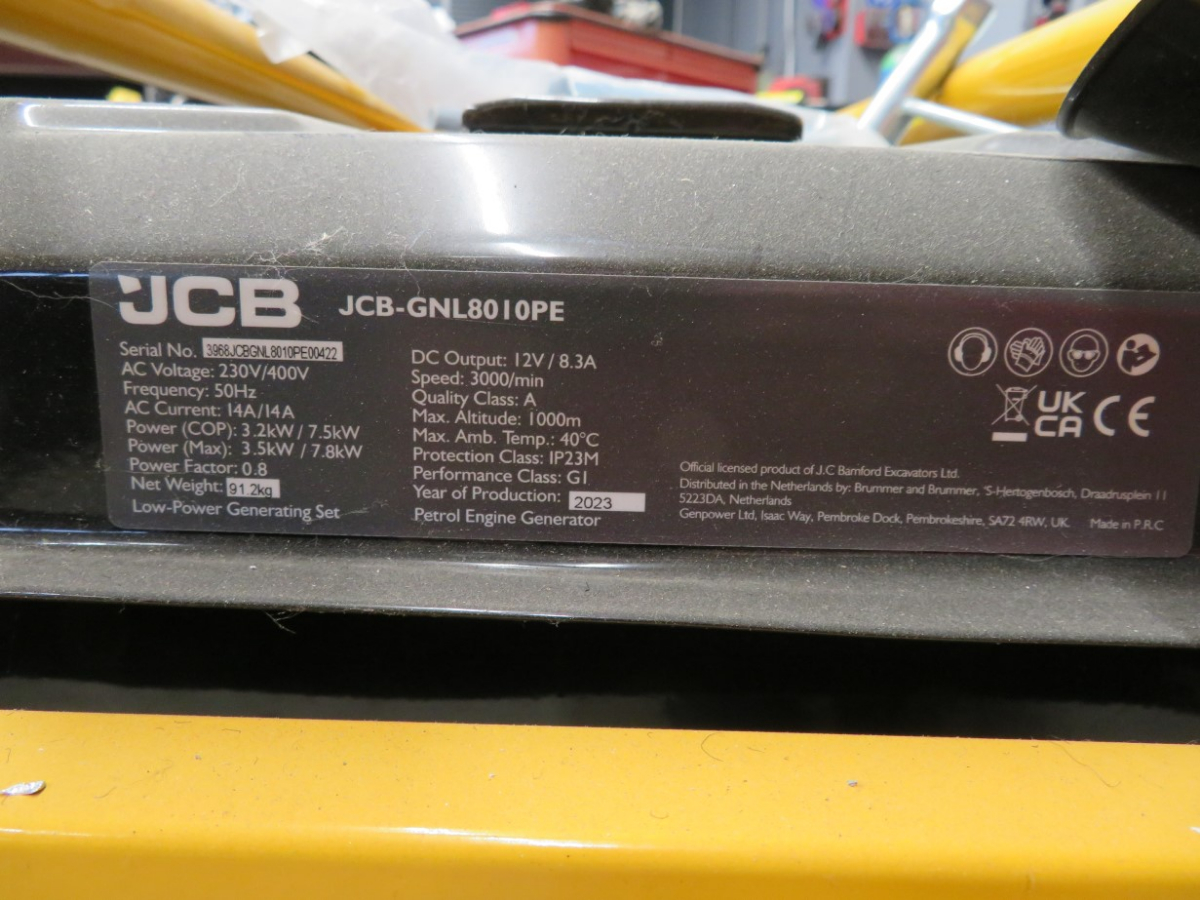 JCB
JCB-GNL8010PE
Serial No. 3968JCBGNL8010PE00422
AC Voltage: 230V/400V
Frequency: 50Hz
AC Current: 14A/14A
Power (COP): 3.2kW / 7.5kW
Power (Max): 3.5kW / 7.8kW
Power Factor: 0.8
Net Weight: 91.2kg
Low-Power Generating Set
DC Output: 12V / 8.3A
Speed: 3000/min
Quality Class: A
Max. Altitude: 1000m
Max. Amb. Temp.: 40°C
Protection Class: IP23M
Performance Class: G1
Year of Production: 2023
Petrol Engine Generator
UK
CA CE
Official licensed product of J.C Bamford Excavators Ltd.
Distributed in the Netherlands by: Brummer and Brummer, 'S-Hertogenbosch, Draadrusplein 11
5223DA, Netherlands
Genpower Ltd, Isaac Way, Pembroke Dock, Pembrokeshire, SA72 4RW, UK. Made in P.R.C